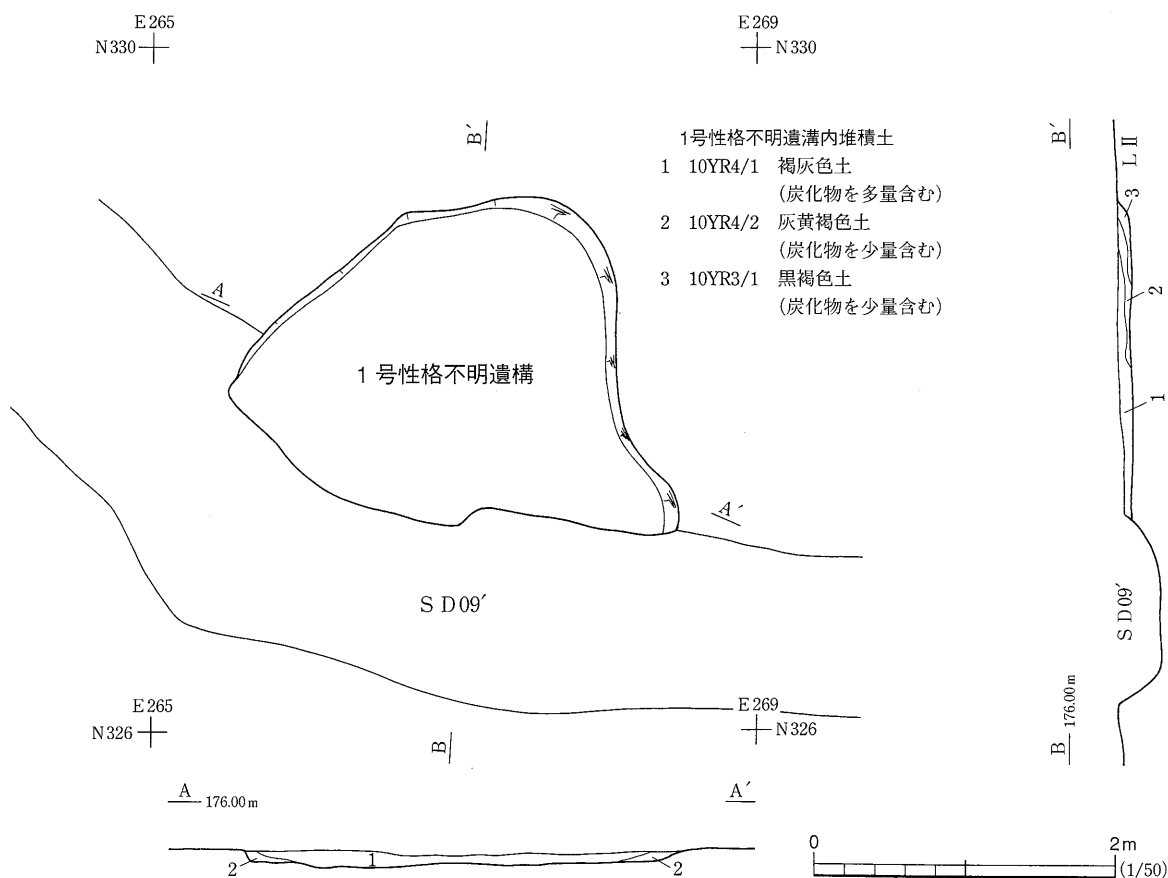 E265
N330
E269
N330
B′
1号性格不明遺溝内堆積土
1 10YR4/1 褐灰色土
(炭化物を多量含む)
2 10YR4/2 灰黄褐色土
(炭化物を少量含む)
3 10YR3/1 黒褐色土
(炭化物を少量含む)
A
1号性格不明遺構
A′
SD09′
E265
N326
E269
N326
B
B′
LⅡ
3
2
1
SD09′
B 176.00m
A 176.00m
A′
2
1
2
0
2m
(1/50)